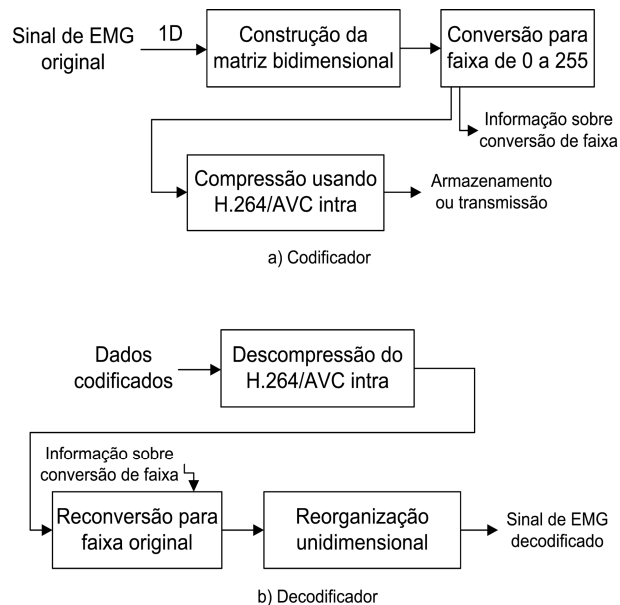 Sinal de EMG
original
1D
Construção da
matriz bidimensional
Conversão para
faixa de 0 a 255
Informação sobre
conversão de faixa
Compressão usando
H.264/AVC intra
Armazenamento
ou transmissão
a) Codificador
Dados
codificados
Descompressão do
H.264/AVC intra
Informação sobre
conversão de faixa
Reconversão para
faixa original
Reorganização
unidimensional
Sinal de EMG
decodificado
b) Decodificador